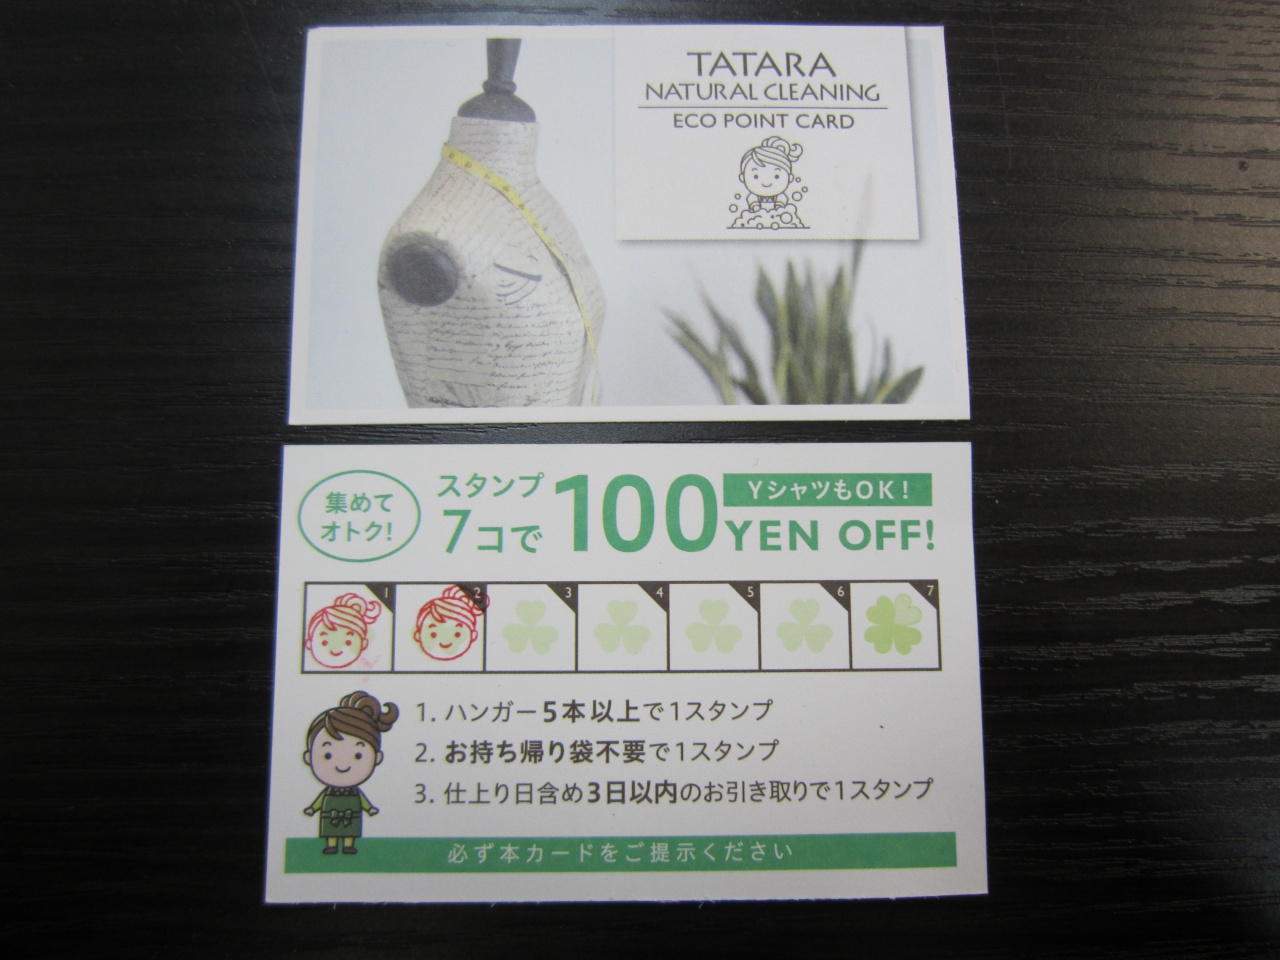 TATARA
NATURAL CLEANING
ECO POINT CARD
集めて
オトク!
スタンプ
7コで
100
YシャツもOK!
YEN OFF!
1 2 3 4 5 6 7
1. ハンガー5本以上で1スタンプ
2. お持ち帰り袋不要で1スタンプ
3. 仕上り日含め3日以内のお引き取りで1スタンプ
必ず本カードをご提示ください